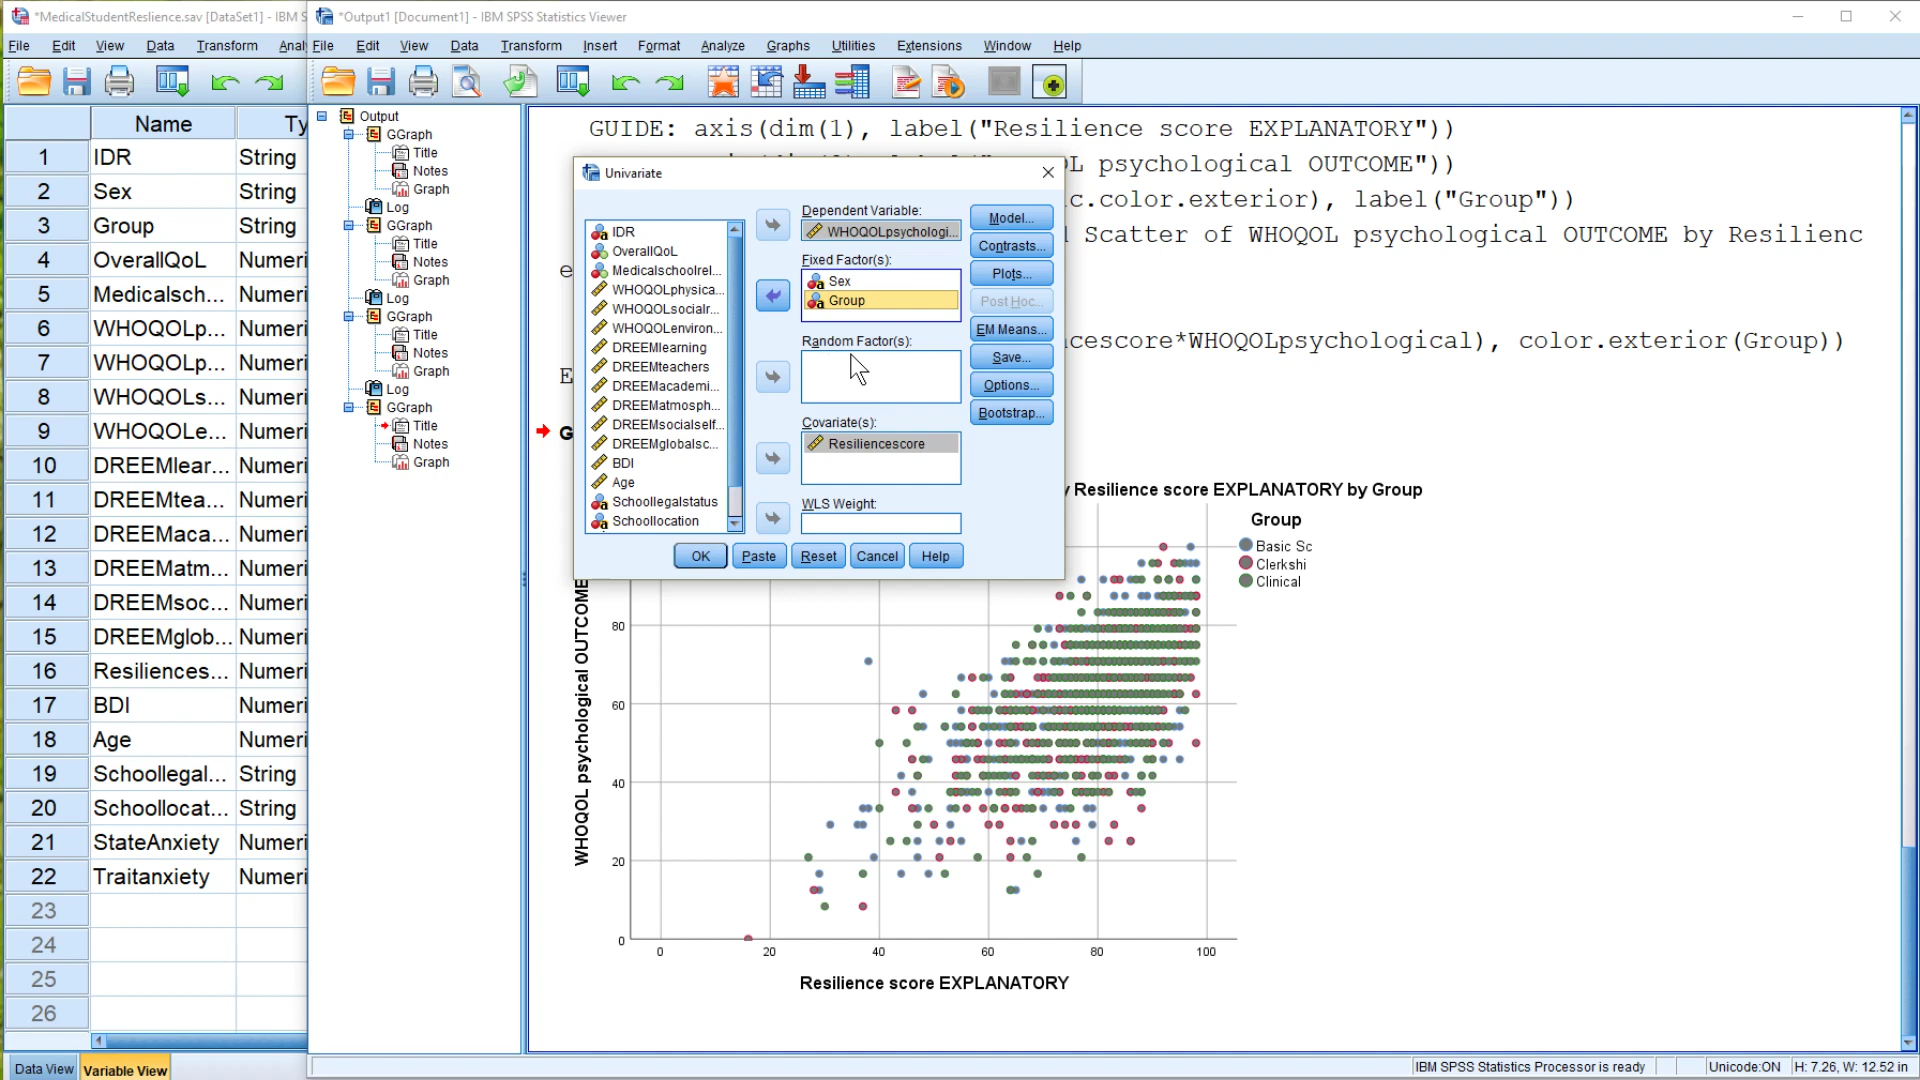 *MedicalStudentReslience.sav [DataSet1] - IBM S
*Output1 [Document1] - IBM SPSS Statistics Viewer
File Edit View Data Transform Anal
File Edit View Data Transform Insert Format Analyze Graphs Utilities Extensions Window Help
Name Ty
1 IDR String
2 Sex String
3 Group String
4 OverallQoL Numeri
5 Medicalsch... Numeri
6 WHOQOLp... Numeri
7 WHOQOLp... Numeri
8 WHOQOLs... Numeri
9 WHOQOLe... Numeri
10 DREEMlear... Numeri
11 DREEMtea... Numeri
12 DREEMaca... Numeri
13 DREEMatm... Numeri
14 DREEMsoc... Numeri
15 DREEMglob... Numeri
16 Resiliences... Numeri
17 BDI Numeri
18 Age Numeri
19 Schoollegal... String
20 Schoollocat... String
21 StateAnxiety Numeri
22 Traitanxiety Numeri
23
24
25
26
Data View Variable View
Output
GGraph
Title
Notes
Graph
Log
GGraph
Title
Notes
Graph
Log
GGraph
Title
Notes
Graph
Log
GGraph
Title
Notes
Graph
GUIDE: axis(dim(1), label("Resilience score EXPLANATORY"))
OL psychological OUTCOME"))
c.color.exterior), label("Group"))
Scatter of WHOQOL psychological OUTCOME by Resilienc
e
cescore*WHOQOLpsychological), color.exterior(Group))
E
G
Univariate
IDR
OverallQoL
Medicalschoolrel...
WHOQOLphysica...
WHOQOLsocialr...
WHOQOLenviron...
DREEMlearning
DREEMteachers
DREEMacademi...
DREEMatmosph...
DREEMsocialself...
DREEMglobalsc...
BDI
Age
Schoollegalstatus
Schoollocation
Dependent Variable:
WHOQOLpsychologi...
Fixed Factor(s):
Sex
Group
Random Factor(s):
Covariate(s):
Resiliencescore
WLS Weight:
Model...
Contrasts...
Plots...
Post Hoc...
EM Means...
Save...
Options...
Bootstrap...
OK Paste Reset Cancel Help
y Resilience score EXPLANATORY by Group
Group
Basic Sc
Clerkshi
Clinical
WHOQOL psychological OUTCOME
80
60
40
20
0
0 20 40 60 80 100
Resilience score EXPLANATORY
IBM SPSS Statistics Processor is ready Unicode:ON H: 7.26, W: 12.52 in